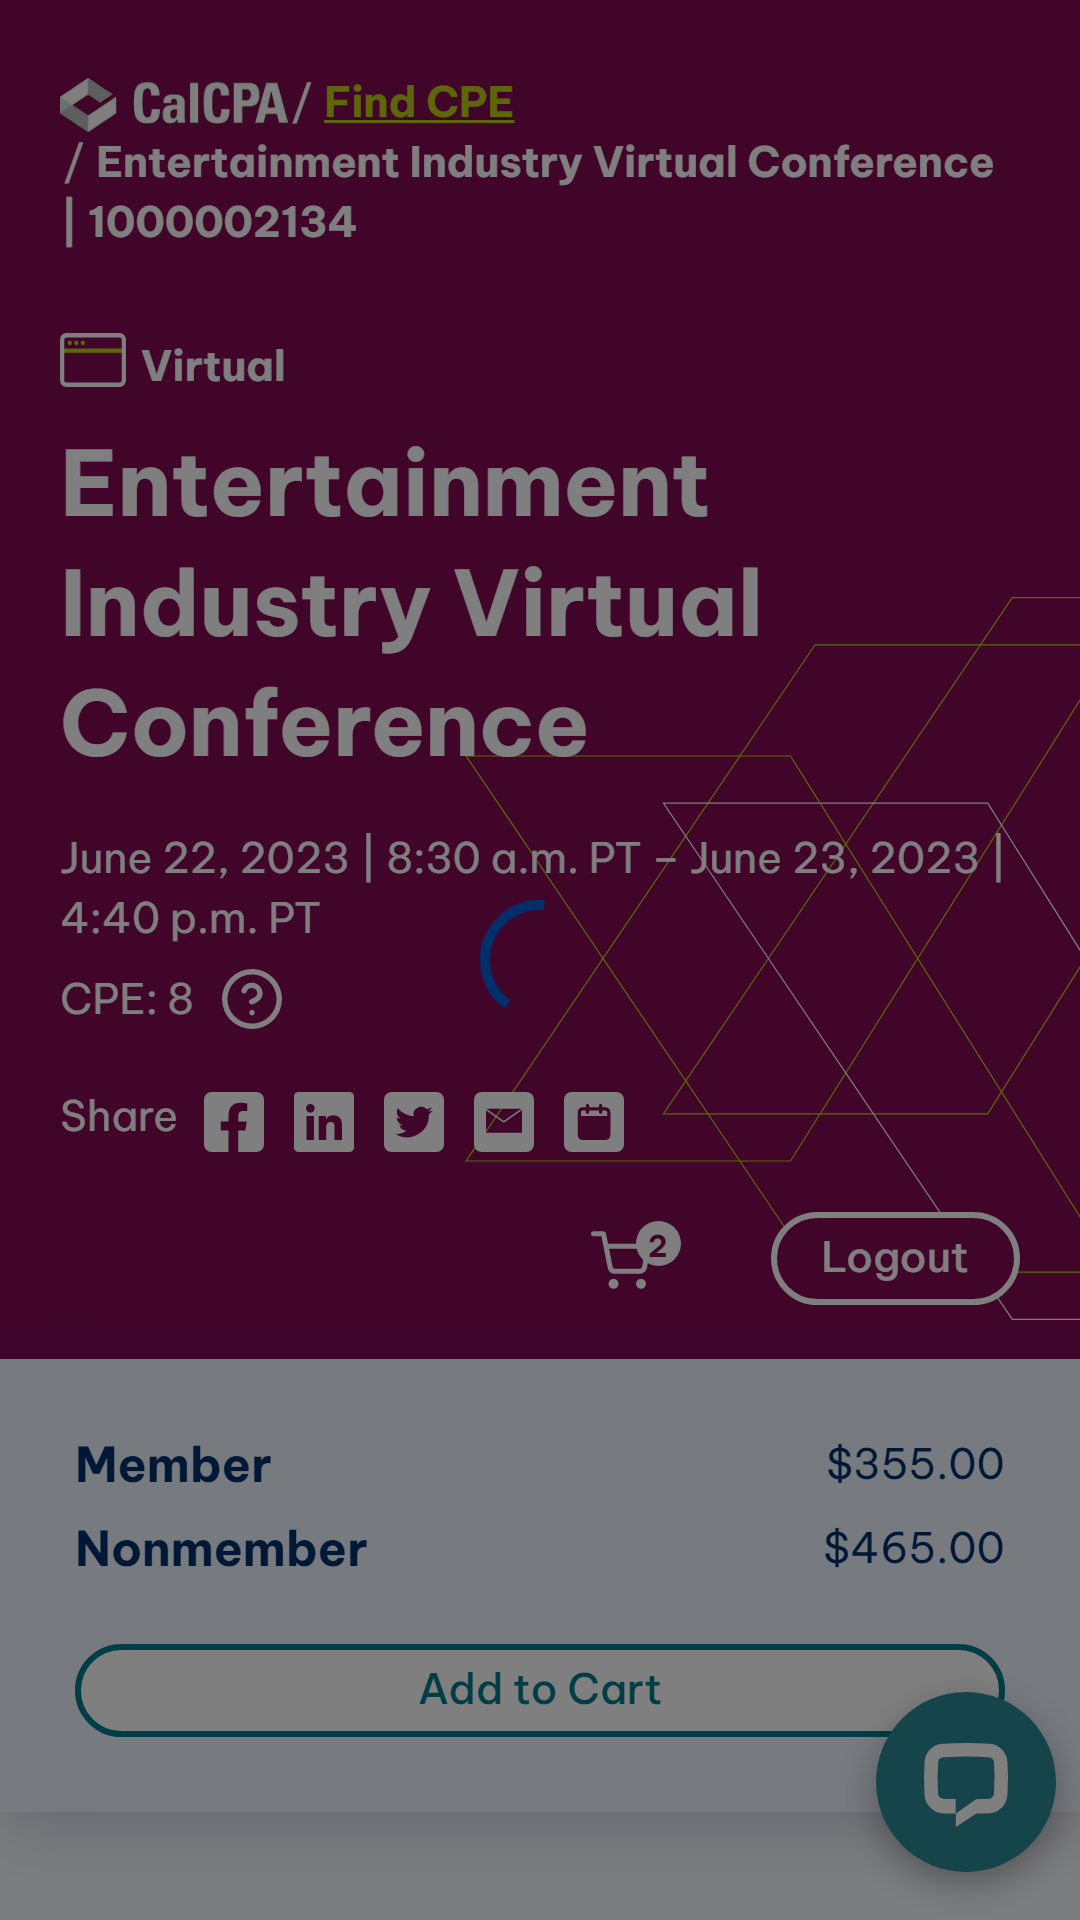 CalCPA / Find CPE
/ Entertainment Industry Virtual Conference
| 1000002134
Virtual
Entertainment
Industry Virtual
Conference
June 22, 2023 | 8:30 a.m. PT – June 23, 2023 |
4:40 p.m. PT
CPE: 8 ?
Share
2
Logout
Member $355.00
Nonmember $465.00
Add to Cart